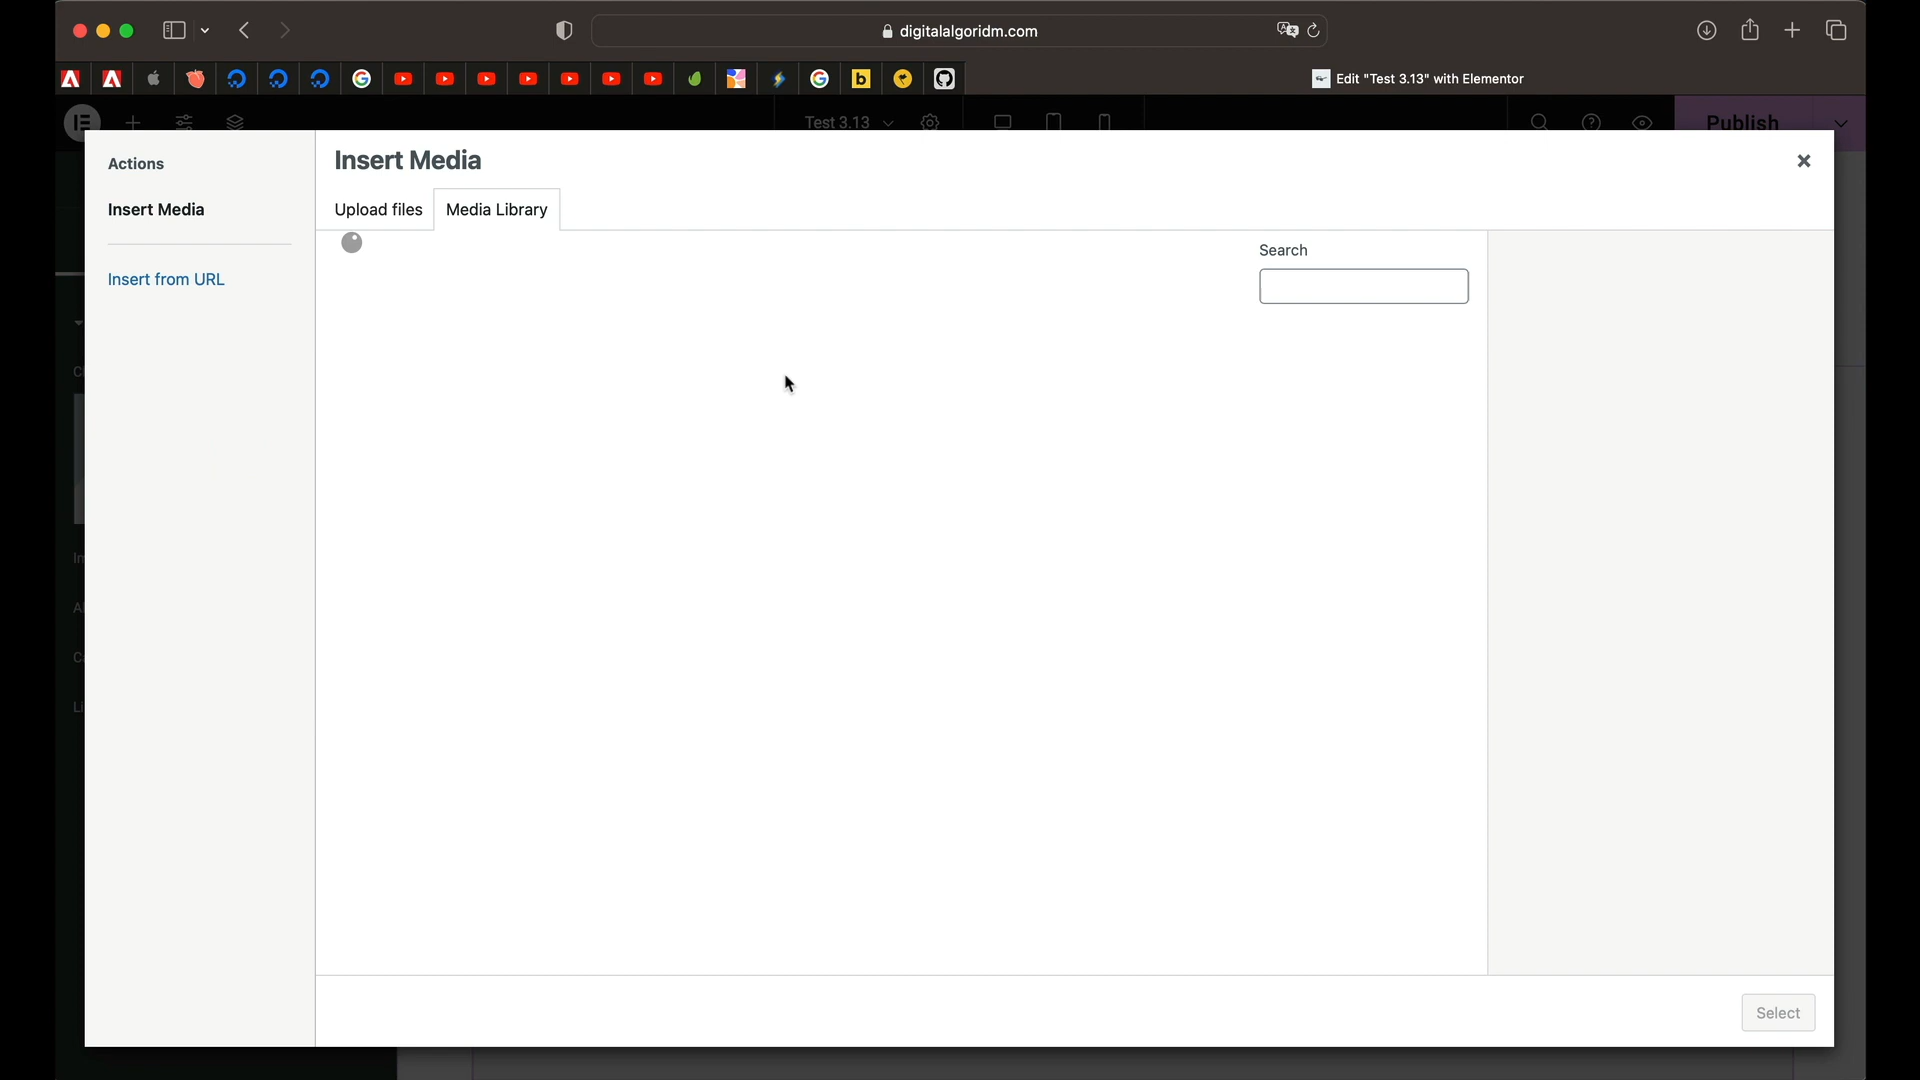 digitalalgoridm.com
Edit "Test 3.13" with Elementor
Test 3.13
Publish
Actions
Insert Media
Insert from URL
Insert Media
Upload files
Media Library
Search
Select